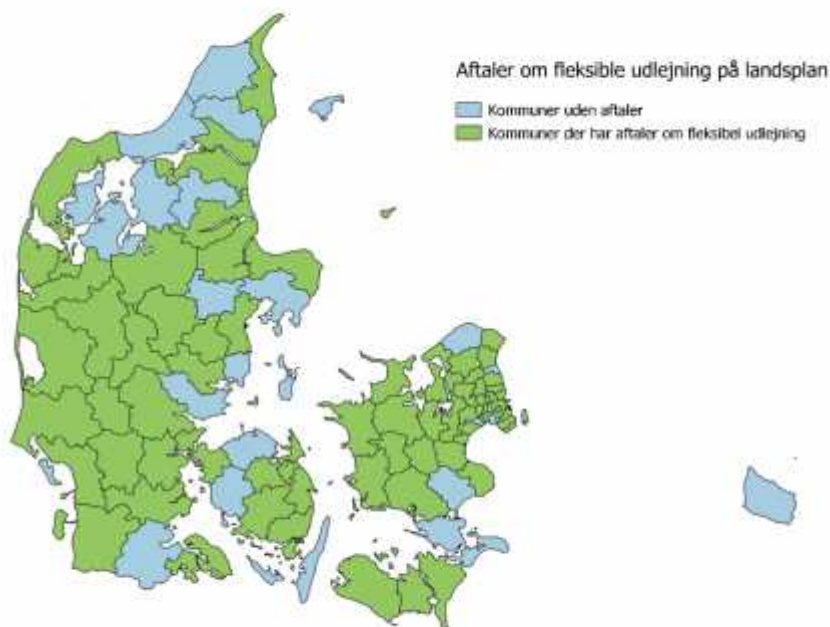 Aftaler om fleksible udlejning på landsplan
Kommuner uden aftaler
Kommuner der har aftaler om fleksibel udlejning